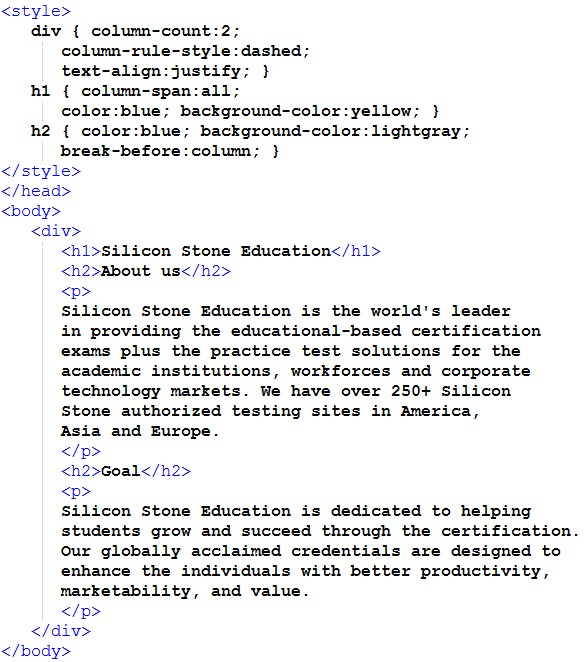 <style>
div { column-count:2;
column-rule-style:dashed;
text-align:justify; }
h1 { column-span:all;
color:blue; background-color:yellow; }
h2 { color:blue; background-color:lightgray;
break-before:column; }
</style>
</head>
<body>
<div>
<h1>Silicon Stone Education</h1>
<h2>About us</h2>
<p>
Silicon Stone Education is the world's leader
in providing the educational-based certification
exams plus the practice test solutions for the
academic institutions, workforces and corporate
technology markets. We have over 250+ Silicon
Stone authorized testing sites in America,
Asia and Europe.
</p>
<h2>Goal</h2>
<p>
Silicon Stone Education is dedicated to helping
students grow and succeed through the certification.
Our globally acclaimed credentials are designed to
enhance the individuals with better productivity,
marketability, and value.
</p>
</div>
</body>